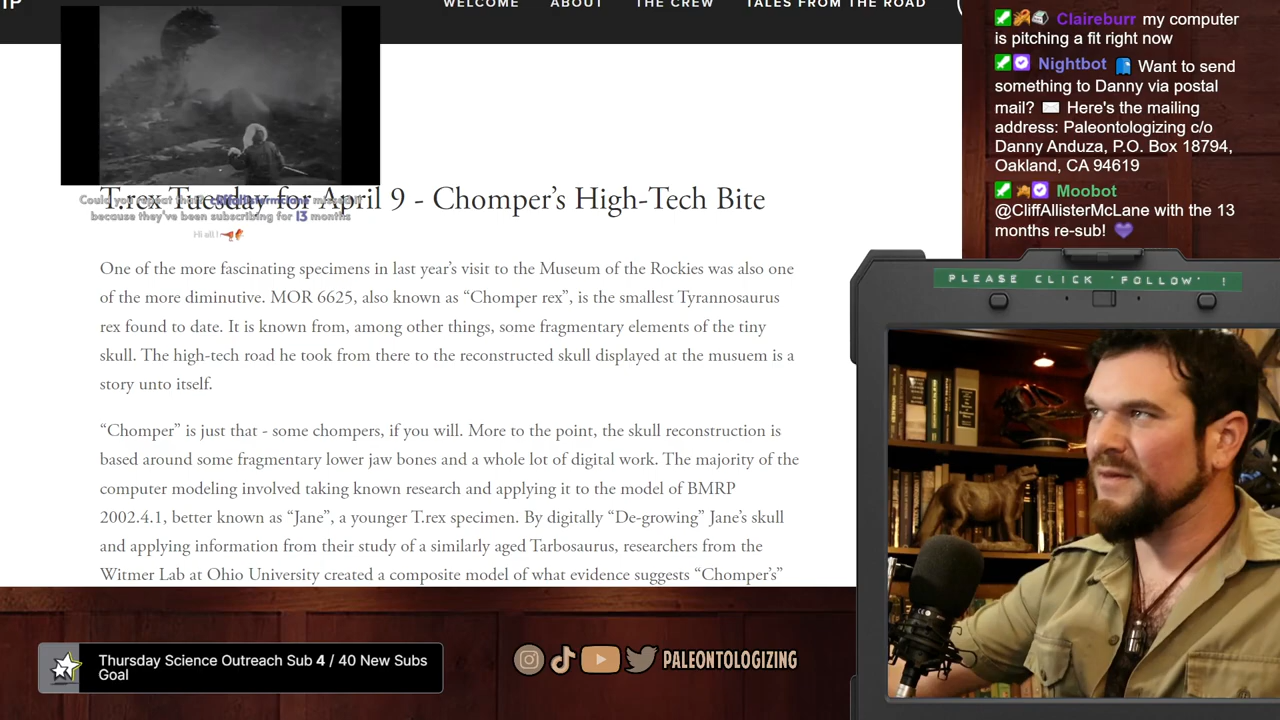 WELCOME
ABOUT
THE CREW
TALES FROM THE ROAD
T.rex Tuesday for April 9 - Chomper’s High-Tech Bite
Could you repeat that? cliffallistermclane missed it
because they've been subscribing for 13 months
Hi all !
One of the more fascinating specimens in last year’s visit to the Museum of the Rockies was also one
of the more diminutive. MOR 6625, also known as “Chomper rex”, is the smallest Tyrannosaurus
rex found to date. It is known from, among other things, some fragmentary elements of the tiny
skull. The high-tech road he took from there to the reconstructed skull displayed at the musuem is a
story unto itself.
“Chomper” is just that - some chompers, if you will. More to the point, the skull reconstruction is
based around some fragmentary lower jaw bones and a whole lot of digital work. The majority of the
computer modeling involved taking known research and applying it to the model of BMRP
2002.4.1, better known as “Jane”, a younger T.rex specimen. By digitally “De-growing” Jane’s skull
and applying information from their study of a similarly aged Tarbosaurus, researchers from the
Witmer Lab at Ohio University created a composite model of what evidence suggests “Chomper’s”
Claireburr my computer
is pitching a fit right now
Nightbot Want to send
something to Danny via postal
mail? Here's the mailing
address: Paleontologizing c/o
Danny Anduza, P.O. Box 18794,
Oakland, CA 94619
Moobot
@CliffAllisterMcLane with the 13
months re-sub!
PLEASE CLICK 'FOLLOW' !
Thursday Science Outreach Sub 4 / 40 New Subs
Goal
PALEONTOLOGIZING